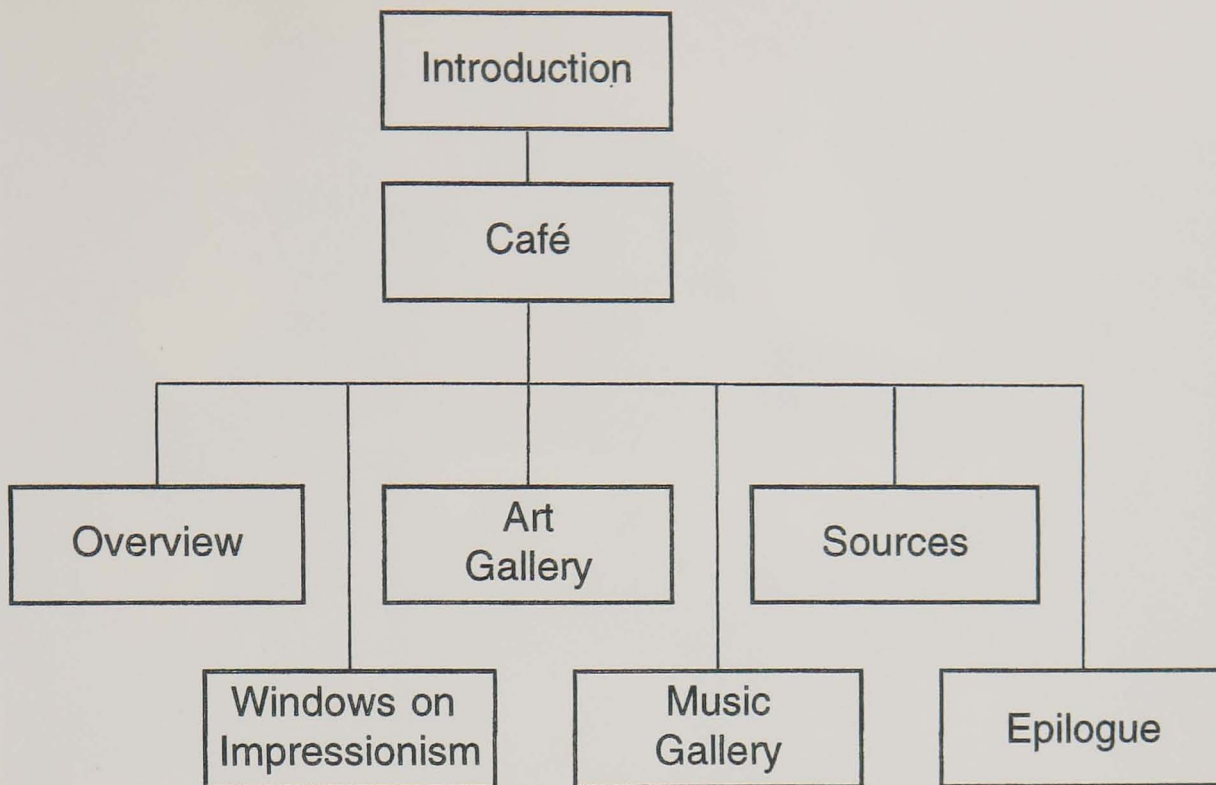 Introduction
Café
Overview
Art
Gallery
Sources
Windows on
Impressionism
Music
Gallery
Epilogue